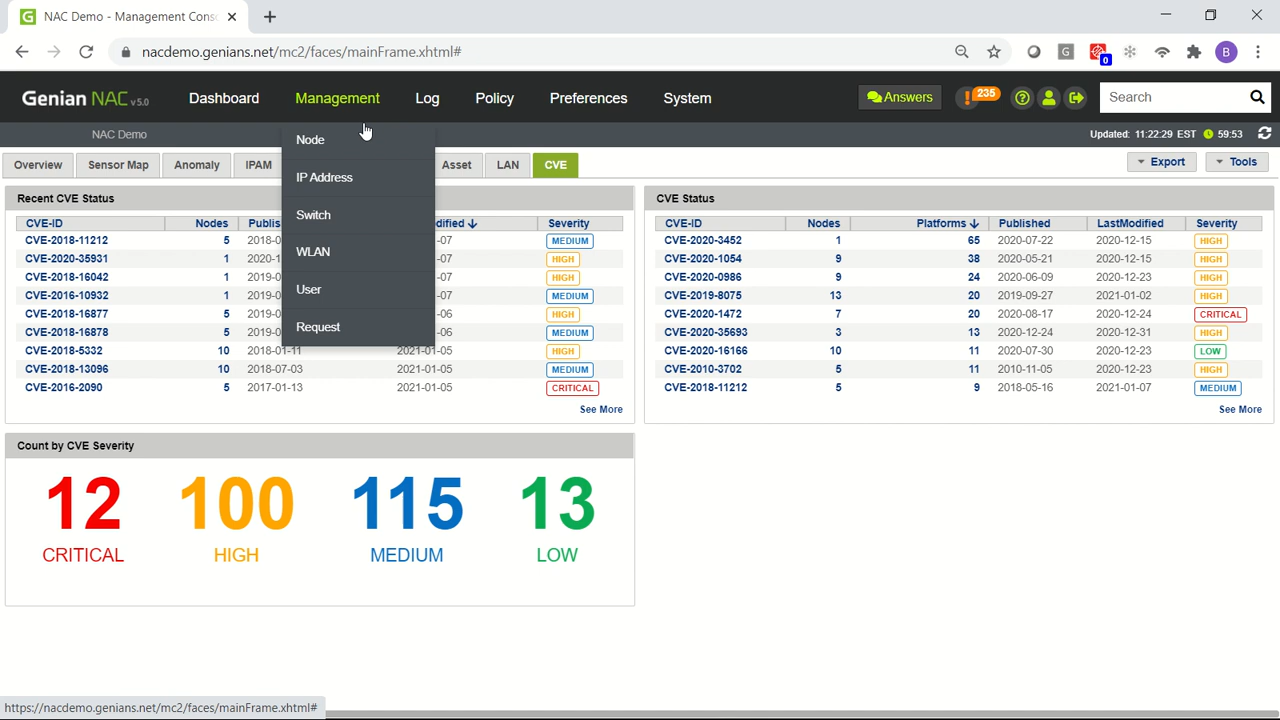 NAC Demo - Management Cons
nacdemo.genians.net/mc2/faces/mainFrame.xhtml#
G
0
B
Genian NAC v5.0
Dashboard Management Log Policy Preferences System
Answers
! 235
Search
NAC Demo
Updated: 11:22:29 EST 59:53
Overview Sensor Map Anomaly IPAM Asset LAN CVE
Export Tools
Node
IP Address
Switch
WLAN
User
Request
Recent CVE Status
CVE-ID Nodes Publis dified Severity
CVE-2018-11212 5 2018-0 -07 MEDIUM
CVE-2020-35931 1 2020-1 -07 HIGH
CVE-2018-16042 1 2019-0 -07 HIGH
CVE-2016-10932 1 2019-0 -07 MEDIUM
CVE-2018-16877 5 2019-0 -06 HIGH
CVE-2018-16878 5 2019-0 -06 MEDIUM
CVE-2018-5332 10 2018-01-11 2021-01-05 HIGH
CVE-2018-13096 10 2018-07-03 2021-01-05 MEDIUM
CVE-2016-2090 5 2017-01-13 2021-01-05 CRITICAL
See More
CVE Status
CVE-ID Nodes Platforms Published LastModified Severity
CVE-2020-3452 1 65 2020-07-22 2020-12-15 HIGH
CVE-2020-1054 9 38 2020-05-21 2020-12-15 HIGH
CVE-2020-0986 9 24 2020-06-09 2020-12-23 HIGH
CVE-2019-8075 13 20 2019-09-27 2021-01-02 HIGH
CVE-2020-1472 7 20 2020-08-17 2020-12-24 CRITICAL
CVE-2020-35693 3 13 2020-12-24 2020-12-31 HIGH
CVE-2020-16166 10 11 2020-07-30 2020-12-23 LOW
CVE-2010-3702 5 11 2010-11-05 2020-12-23 HIGH
CVE-2018-11212 5 9 2018-05-16 2021-01-07 MEDIUM
See More
Count by CVE Severity
12 100 115 13
CRITICAL HIGH MEDIUM LOW
https://nacdemo.genians.net/mc2/faces/mainFrame.xhtml#